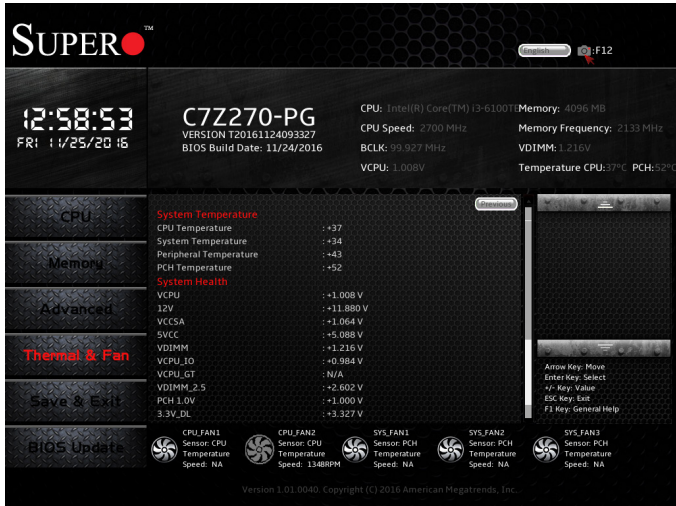 SUPER™
English
:F12
12:58:53
FRI 11/25/2016
C7Z270-PG
VERSION T20161124093327
BIOS Build Date: 11/24/2016
CPU: Intel(R) Core(TM) i3-6100TE
Memory: 4096 MB
CPU Speed: 2700 MHz
Memory Frequency: 2133 MHz
BCLK: 99.927 MHz
VDIMM: 1.216V
VCPU: 1.008V
Temperature CPU:37°C PCH:52°C
CPU
Memory
Advanced
Thermal & Fan
Save & Exit
BIOS Update
Previous
System Temperature
CPU Temperature : +37
System Temperature : +34
Peripheral Temperature : +43
PCH Temperature : +52
System Health
VCPU : +1.008 V
12V : +11.880 V
VCCSA : +1.064 V
5VCC : +5.088 V
VDIMM : +1.216 V
VCPU_IO : +0.984 V
VCPU_GT : N/A
VDIMM_2.5 : +2.602 V
PCH 1.0V : +1.000 V
3.3V_DL : +3.327 V
Arrow Key: Move
Enter Key: Select
+/- Key: Value
ESC Key: Exit
F1 Key: General Help
CPU_FAN1
Sensor: CPU
Temperature
Speed: NA
CPU_FAN2
Sensor: CPU
Temperature
Speed: 1348RPM
SYS_FAN1
Sensor: PCH
Temperature
Speed: NA
SYS_FAN2
Sensor: PCH
Temperature
Speed: NA
SYS_FAN3
Sensor: PCH
Temperature
Speed: NA
Version 1.01.0040. Copyright (C) 2016 American Megatrends, Inc.